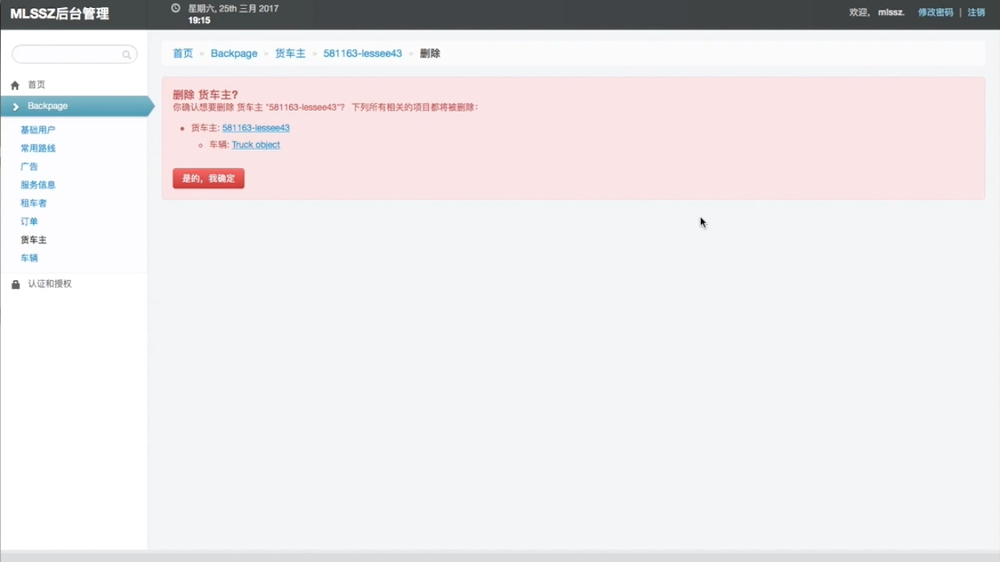 MLSSZ后台管理
星期六, 25th 三月 2017
19:15
欢迎, mlssz. 修改密码 | 注销
首页 » Backpage » 货车主 » 581163-lessee43 » 删除
首页
Backpage
基础用户
常用路线
广告
服务信息
租车者
订单
货车主
车辆
认证和授权
删除 货车主?
你确认想要删除 货车主 "581163-lessee43"? 下列所有相关的项目都将被删除:
货车主: 581163-lessee43
车辆: Truck object
是的，我确定